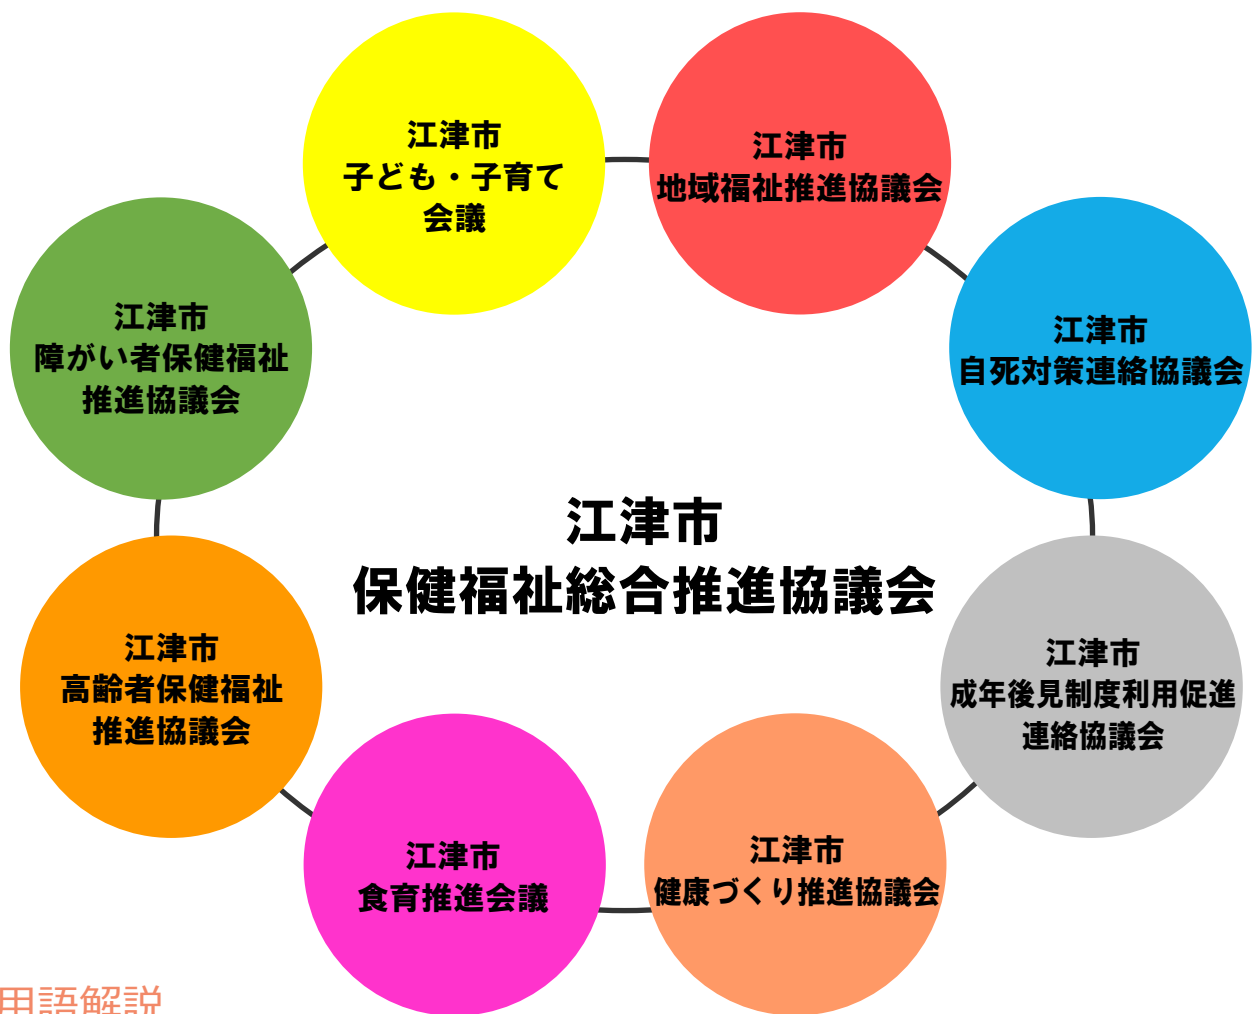 江津市
子ども・子育て
会議
江津市
地域福祉推進協議会
江津市
障がい者保健福祉
推進協議会
江津市
自死対策連絡協議会
江津市
保健福祉総合推進協議会
江津市
高齢者保健福祉
推進協議会
江津市
成年後見制度利用促進
連絡協議会
江津市
食育推進会議
江津市
健康づくり推進協議会
用語解説